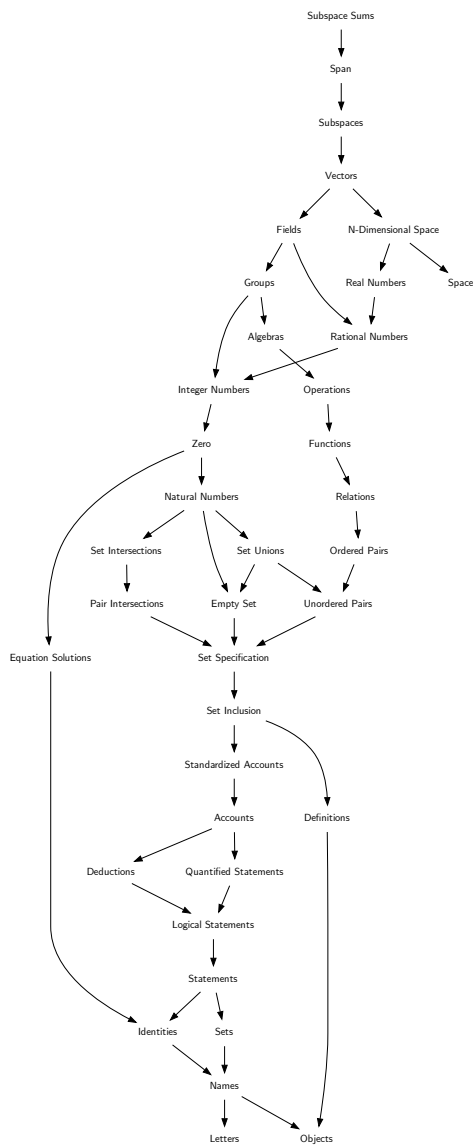 Subspace Sums
Span
Subspaces
Vectors
Fields
N-Dimensional Space
Groups
Real Numbers
Space
Algebras
Rational Numbers
Integer Numbers
Operations
Zero
Functions
Natural Numbers
Relations
Set Intersections
Set Unions
Ordered Pairs
Pair Intersections
Empty Set
Unordered Pairs
Equation Solutions
Set Specification
Set Inclusion
Standardized Accounts
Accounts
Definitions
Deductions
Quantified Statements
Logical Statements
Statements
Identities
Sets
Names
Letters
Objects